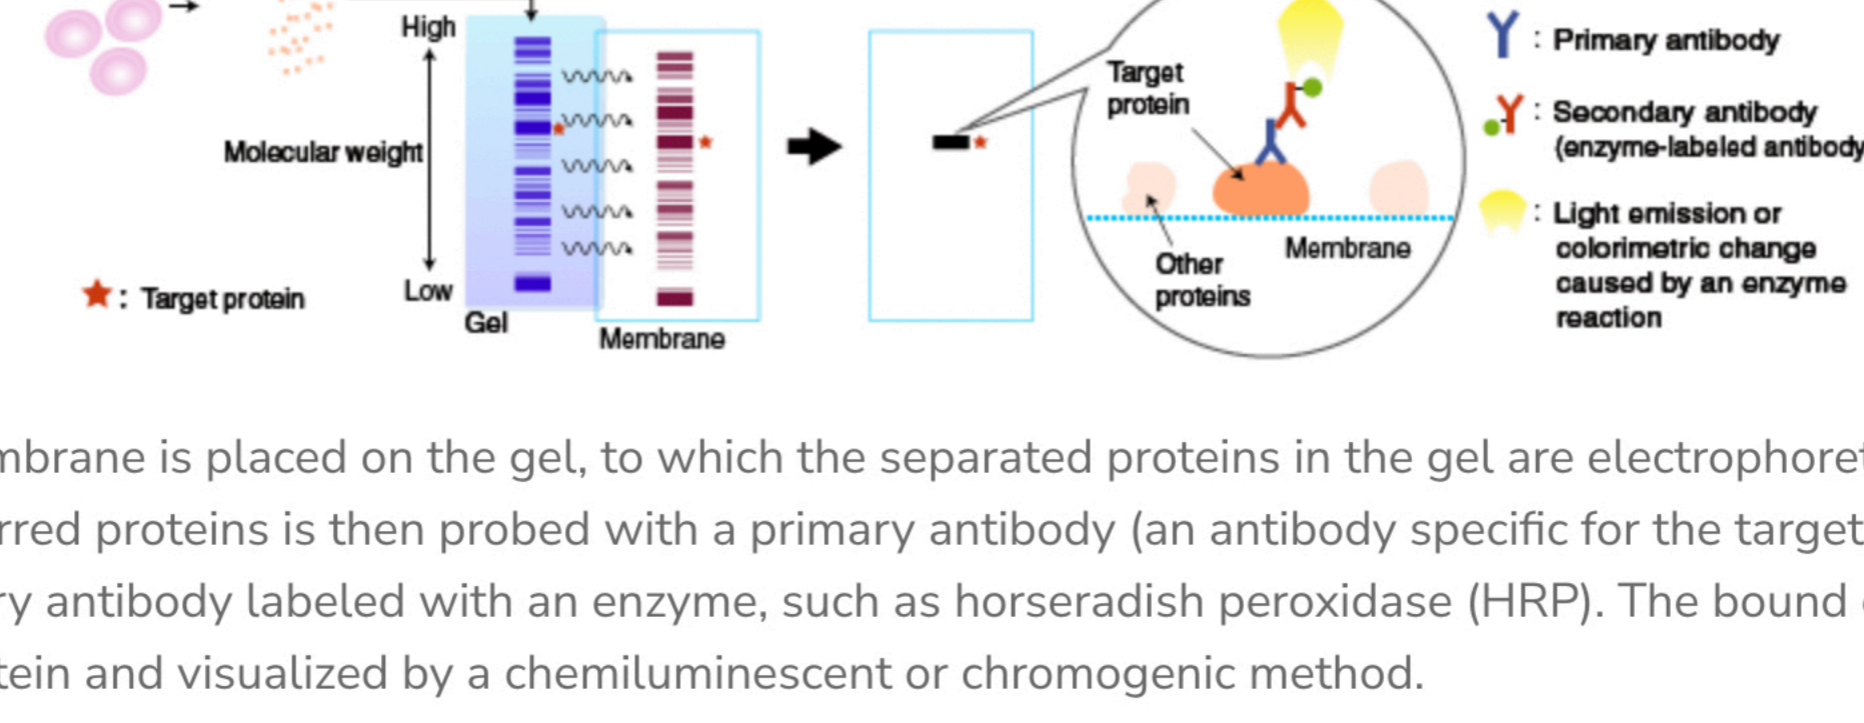 High
Molecular weight
Low
Gel
Membrane
: Target protein
Target
protein
Other
proteins
Membrane
: Primary antibody
: Secondary antibody
(enzyme-labeled antibody
: Light emission or
colorimetric change
caused by an enzyme
reaction
mbrane is placed on the gel, to which the separated proteins in the gel are electrophoret
rred proteins is then probed with a primary antibody (an antibody specific for the target
ry antibody labeled with an enzyme, such as horseradish peroxidase (HRP). The bound
tein and visualized by a chemiluminescent or chromogenic method.